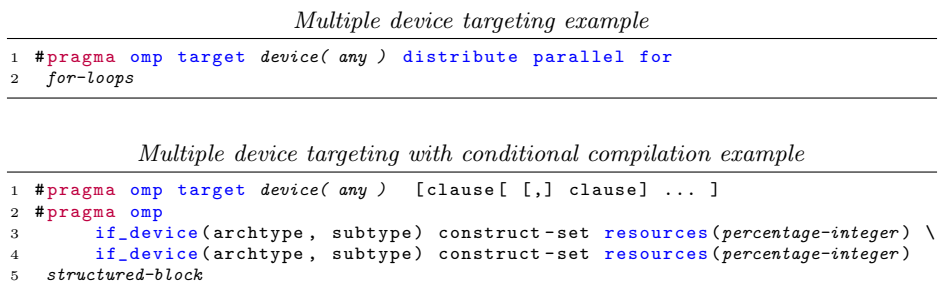 Multiple device targeting example
1 #pragma omp target device( any ) distribute parallel for
2 for-loops
Multiple device targeting with conditional compilation example
1 #pragma omp target device( any ) [clause[ [,] clause] ... ]
2 #pragma omp
3 if_device(archtype, subtype) construct-set resources(percentage-integer) \
4 if_device(archtype, subtype) construct-set resources(percentage-integer)
5 structured-block